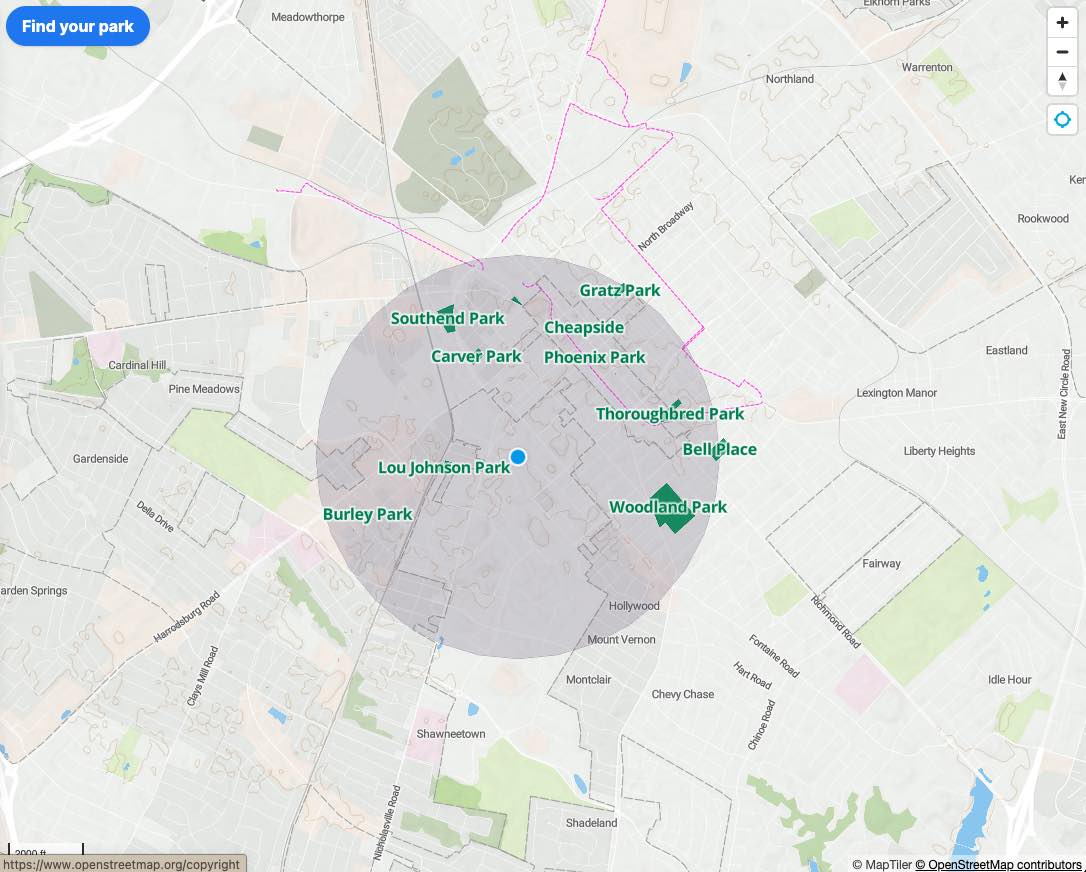 Find your park
Meadowthorpe
Elkhorn Parks
Northland
Warrenton
Rookwood
North Broadway
Gratz Park
Southend Park
Cheapside
Carver Park
Phoenix Park
Cardinal Hill
Pine Meadows
Eastland
East New Circle Road
Lexington Manor
Thoroughbred Park
Bell Place
Liberty Heights
Gardenside
Lou Johnson Park
Woodland Park
Burley Park
Della Drive
Fairway
arden Springs
Harrodsburg Road
Hollywood
Richmond Road
Mount Vernon
Fontaine Road
Clays Mill Road
Hart Road
Montclair
Chevy Chase
Idle Hour
Chinoe Road
Shawneetown
Nicholasville Road
Shadeland
2000 ft
https://www.openstreetmap.org/copyright
© MapTiler © OpenStreetMap contributors